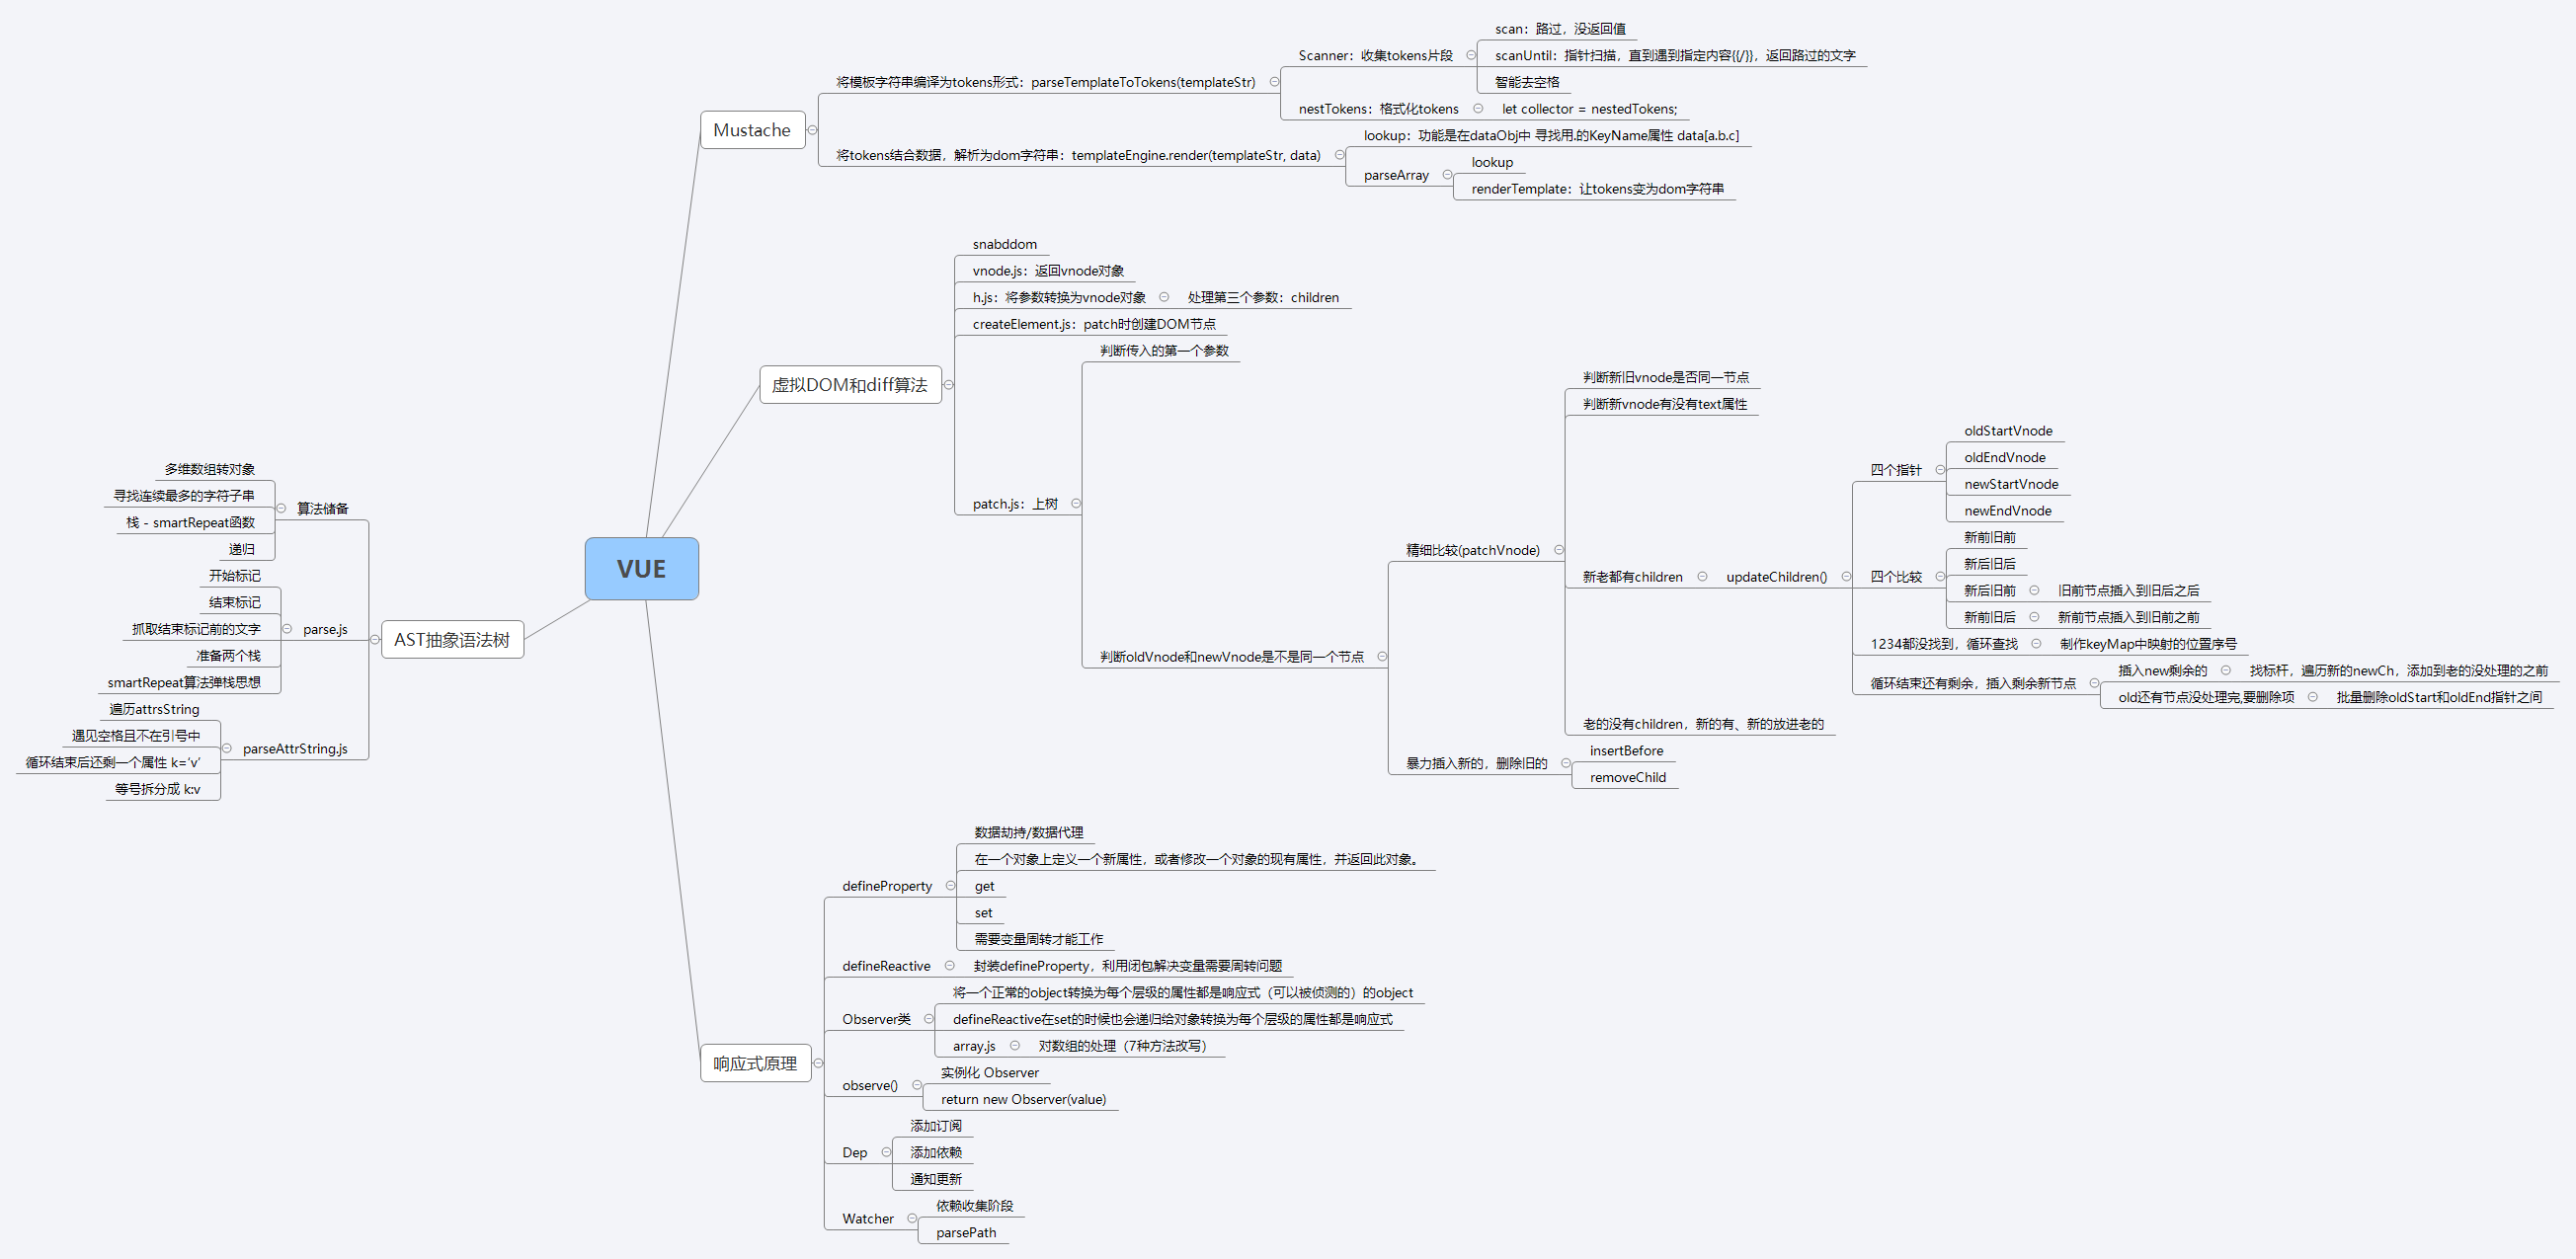 VUE
Mustache
将模板字符串编译为tokens形式：parseTemplateToTokens(templateStr)
Scanner：收集tokens片段
scan：路过，没返回值
scanUntil：指针扫描，直到遇到指定内容{{/}}，返回路过的文字
智能去空格
nestTokens：格式化tokens
let collector = nestedTokens;
将tokens结合数据，解析为dom字符串：templateEngine.render(templateStr, data)
lookup：功能是在dataObj中 寻找用.的KeyName属性 data[a.b.c]
parseArray
lookup
renderTemplate：让tokens变为dom字符串
虚拟DOM和diff算法
snabddom
vnode.js：返回vnode对象
h.js：将参数转换为vnode对象
处理第三个参数：children
createElement.js：patch时创建DOM节点
patch.js：上树
判断传入的第一个参数
判断oldVnode和newVnode是不是同一个节点
精细比较(patchVnode)
判断新旧vnode是否同一节点
判断新vnode有没有text属性
新老都有children
updateChildren()
四个指针
oldStartVnode
oldEndVnode
newStartVnode
newEndVnode
四个比较
新前旧前
新后旧后
新后旧前
旧前节点插入到旧后之后
新前旧后
新前节点插入到旧前之前
1234都没找到，循环查找
制作keyMap中映射的位置序号
循环结束还有剩余，插入剩余新节点
插入new剩余的
找标杆，遍历新的newCh，添加到老的没处理的之前
old还有节点没处理完,要删除项
批量删除oldStart和oldEnd指针之间
老的没有children，新的有、新的放进老的
暴力插入新的，删除旧的
insertBefore
removeChild
响应式原理
defineProperty
数据劫持/数据代理
在一个对象上定义一个新属性，或者修改一个对象的现有属性，并返回此对象。
get
set
需要变量周转才能工作
defineReactive
封装defineProperty，利用闭包解决变量需要周转问题
Observer类
将一个正常的object转换为每个层级的属性都是响应式（可以被侦测的）的object
defineReactive在set的时候也会递归给对象转换为每个层级的属性都是响应式
array.js
对数组的处理（7种方法改写）
observe()
实例化 Observer
return new Observer(value)
Dep
添加订阅
添加依赖
通知更新
Watcher
依赖收集阶段
parsePath
AST抽象语法树
算法储备
多维数组转对象
寻找连续最多的字符子串
栈 - smartRepeat函数
递归
parse.js
开始标记
结束标记
抓取结束标记前的文字
准备两个栈
smartRepeat算法弹栈思想
parseAttrString.js
遍历attrsString
遇见空格且不在引号中
循环结束后还剩一个属性 k=‘v’
等号拆分成 k:v